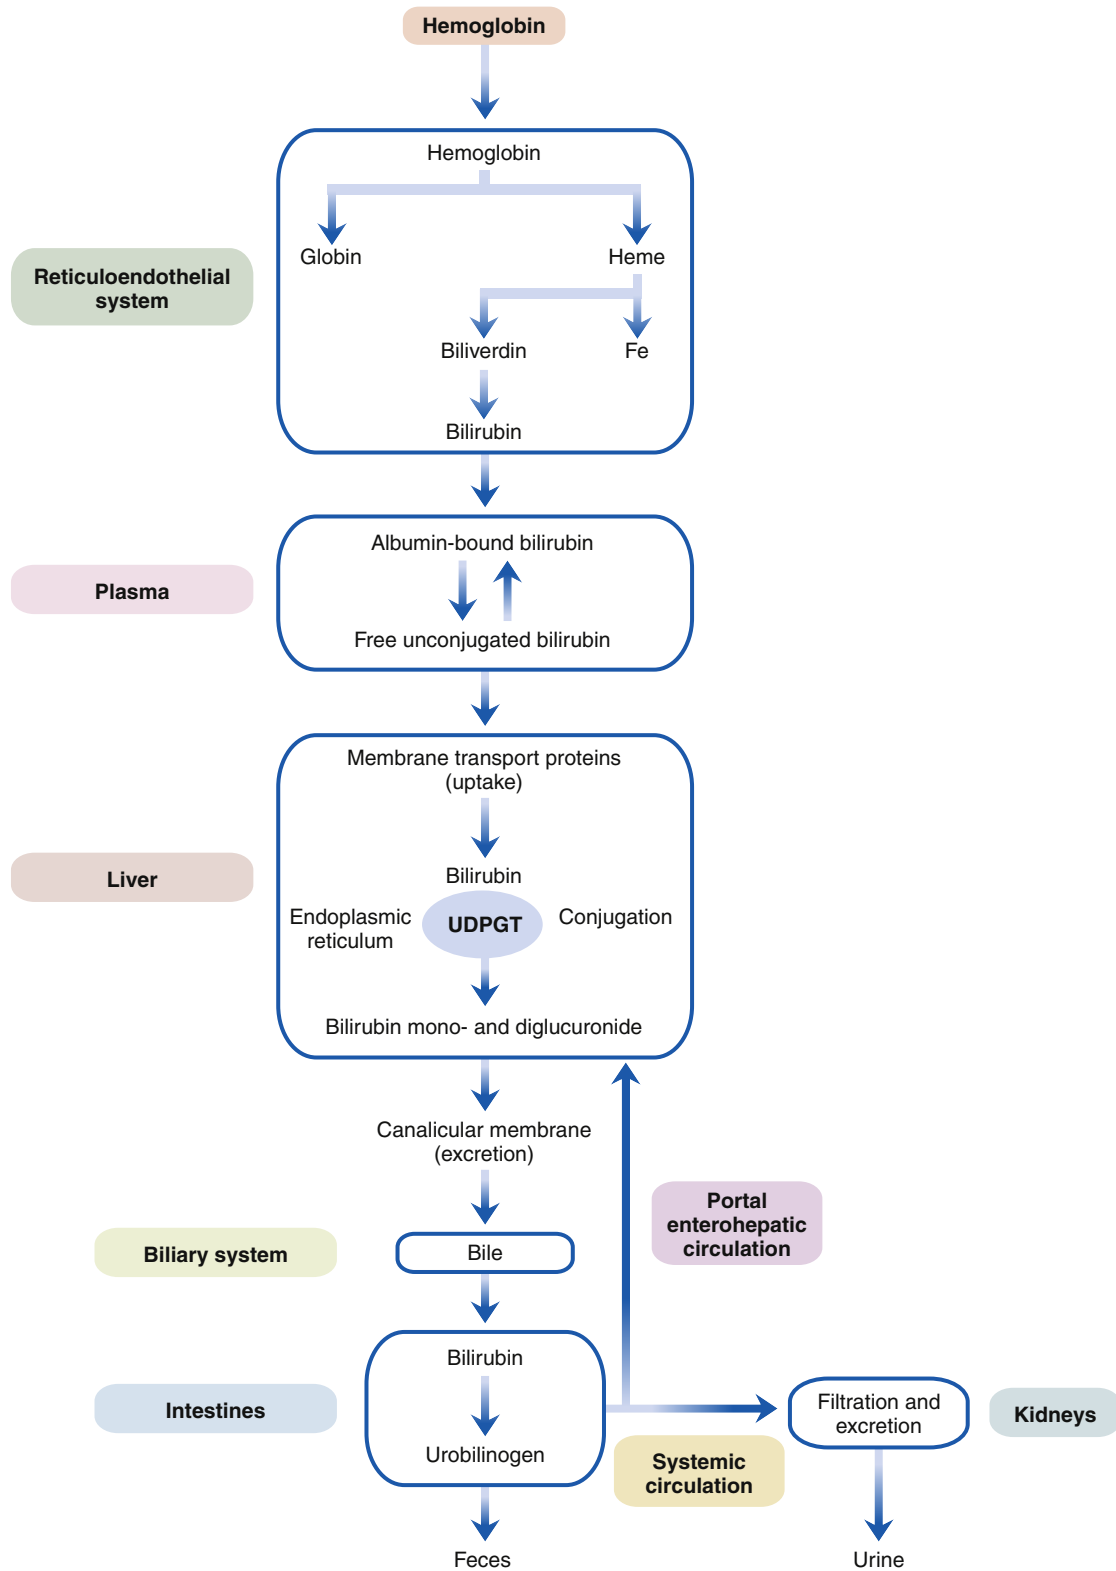 Hemoglobin
Hemoglobin
Globin
Heme
Reticuloendothelial
system
Biliverdin
Fe
Bilirubin
Albumin-bound bilirubin
Plasma
Free unconjugated bilirubin
Membrane transport proteins
(uptake)
Liver
Bilirubin
Endoplasmic
reticulum
UDPGT
Conjugation
Bilirubin mono- and diglucuronide
Canalicular membrane
(excretion)
Portal
enterohepatic
circulation
Biliary system
Bile
Bilirubin
Intestines
Urobilinogen
Filtration and
excretion
Kidneys
Systemic
circulation
Feces
Urine